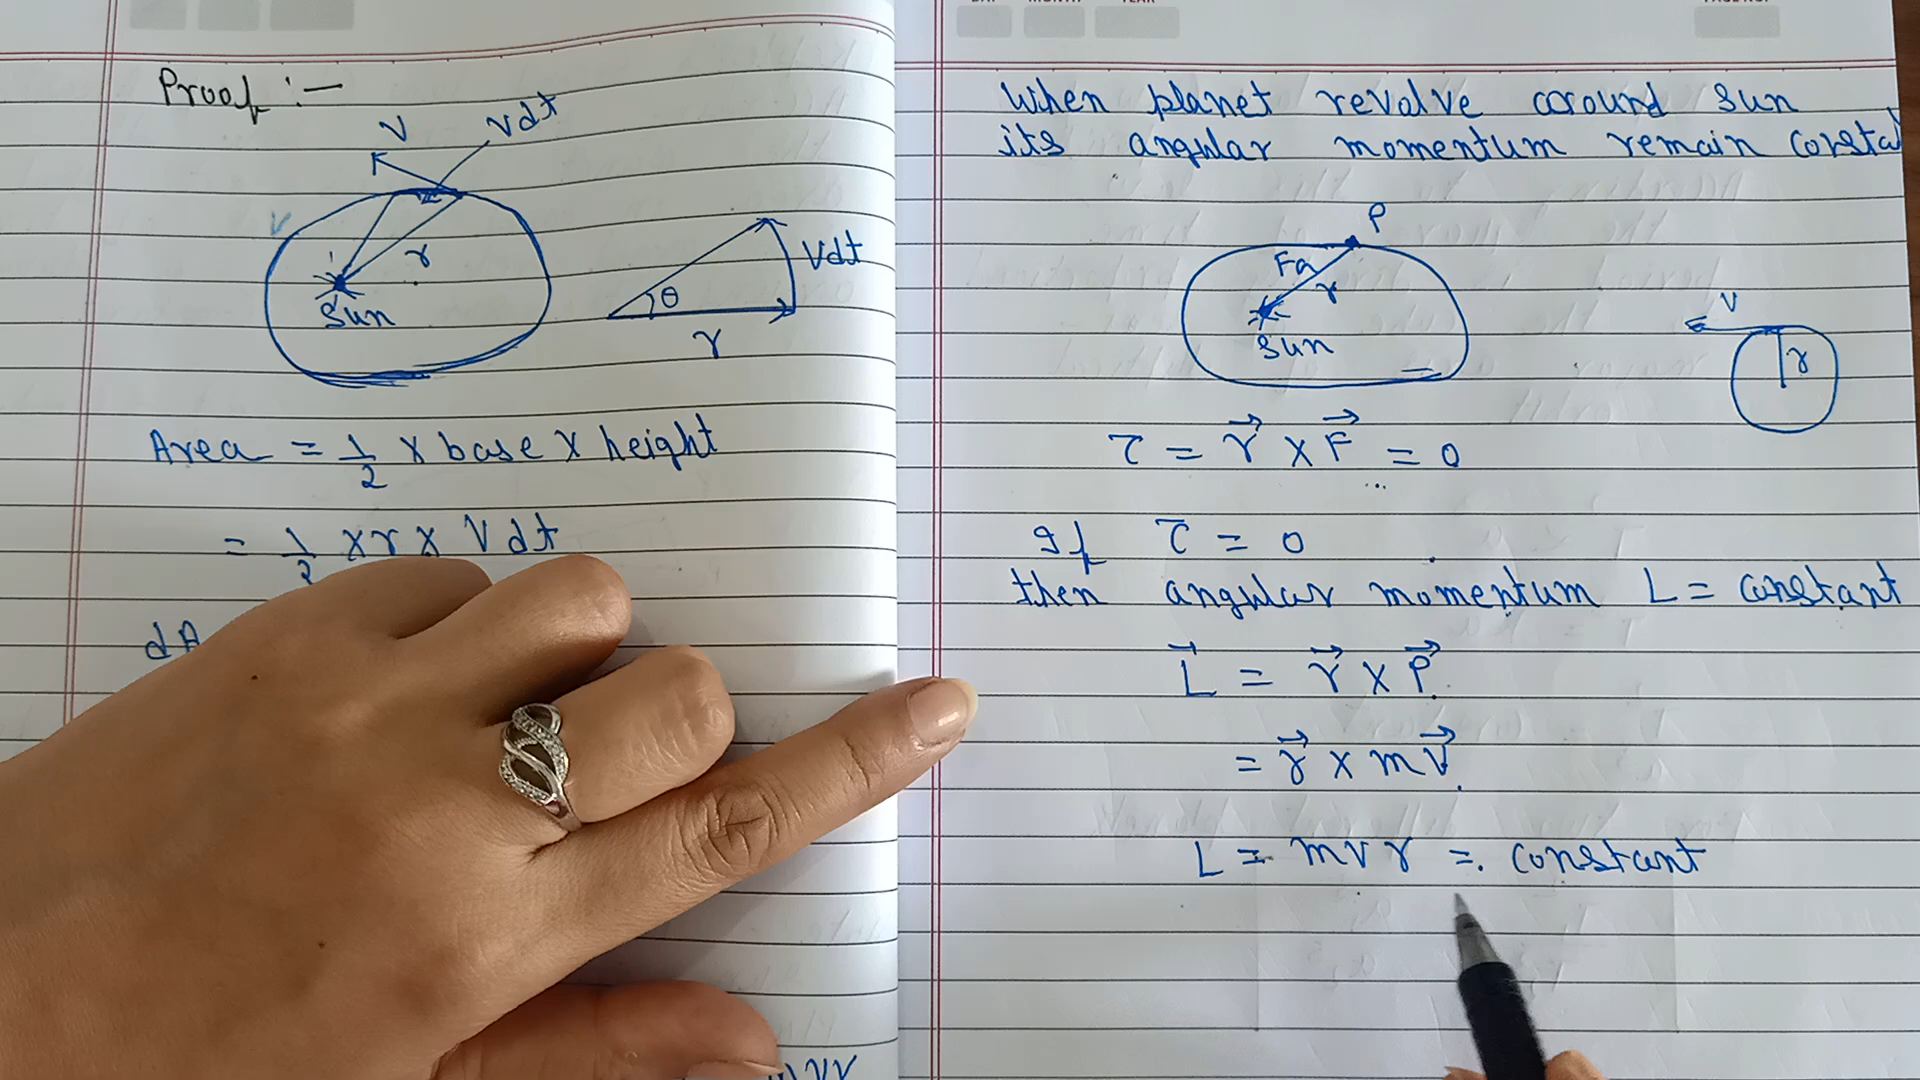 Proof :-
V
Vdt
V
r
Sun
θ
Vdt
r
Area = 1/2 × base × height
= 1/2 × r × Vdt
dA
When planet revolve around sun
its angular momentum remain consta
P
Fa
r
Sun
V
r
τ = r⃗ × F⃗ = 0
If τ = 0
then angular momentum L = constant
L⃗ = r⃗ × P⃗
= r⃗ × mV⃗
L = mvr = constant